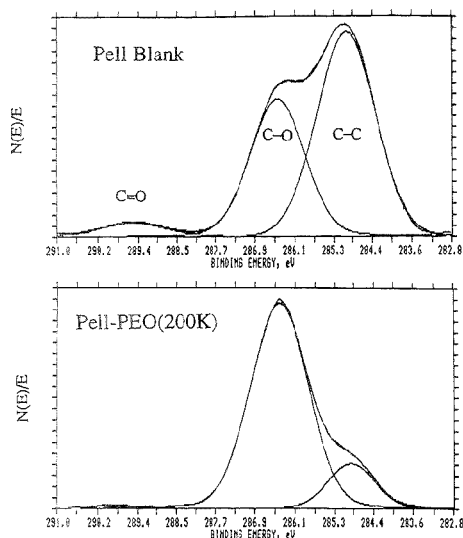 Pell Blank
N(E)/E
C=O
C-O
C-C
291.0 290.2 289.4 288.5 287.7 286.9 286.1 285.3 284.4 283.6 282.8
BINDING ENERGY, eV
Pell-PEO(200K)
N(E)/E
291.0 290.2 289.4 288.5 287.7 286.9 286.1 285.3 284.4 283.6 282.8
BINDING ENERGY, eV